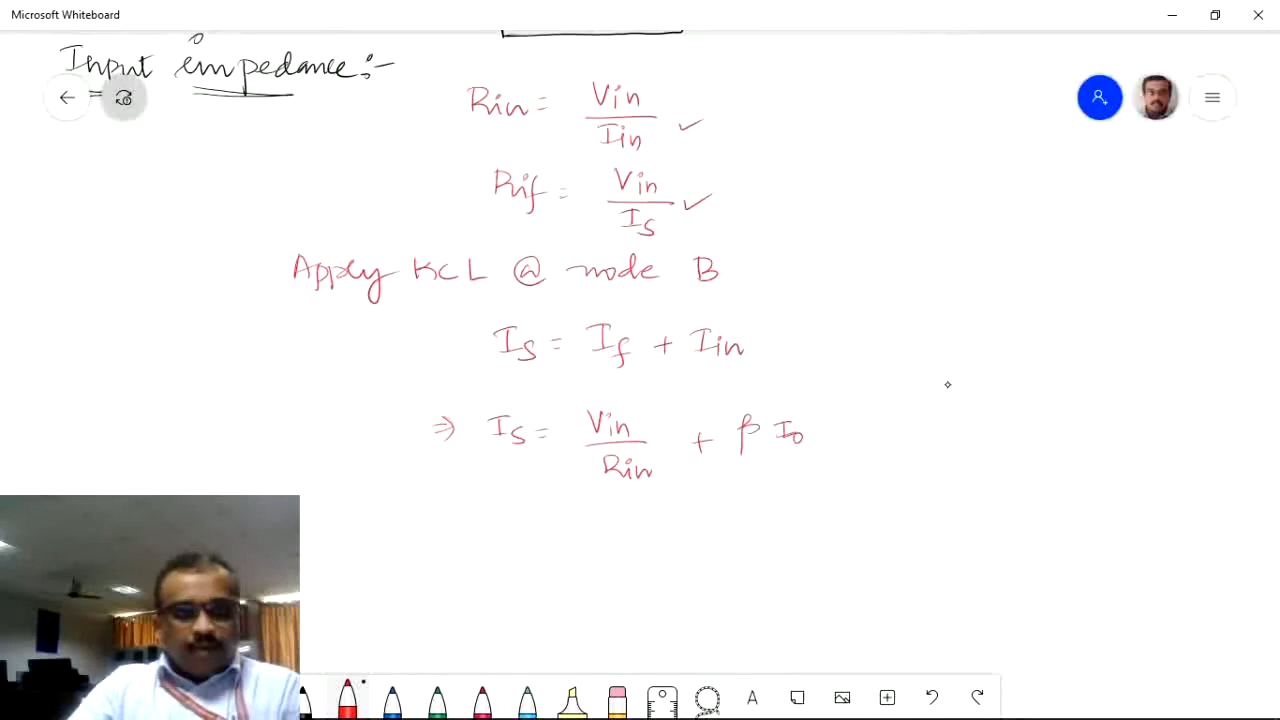 Microsoft Whiteboard
Input impedance:-
Rin = Vin / Iin ✓
Rif = Vin / Is ✓
Apply KCL @ node B
Is = If + Iin
⇒ Is = Vin / Rin + β Io
A